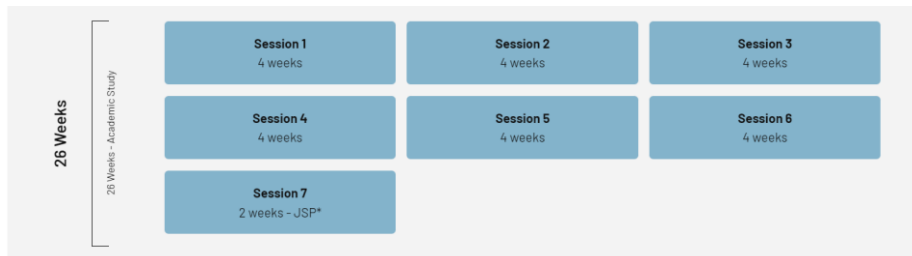 26 Weeks
26 Weeks - Academic Study
Session 1
4 weeks
Session 2
4 weeks
Session 3
4 weeks
Session 4
4 weeks
Session 5
4 weeks
Session 6
4 weeks
Session 7
2 weeks - JSP*